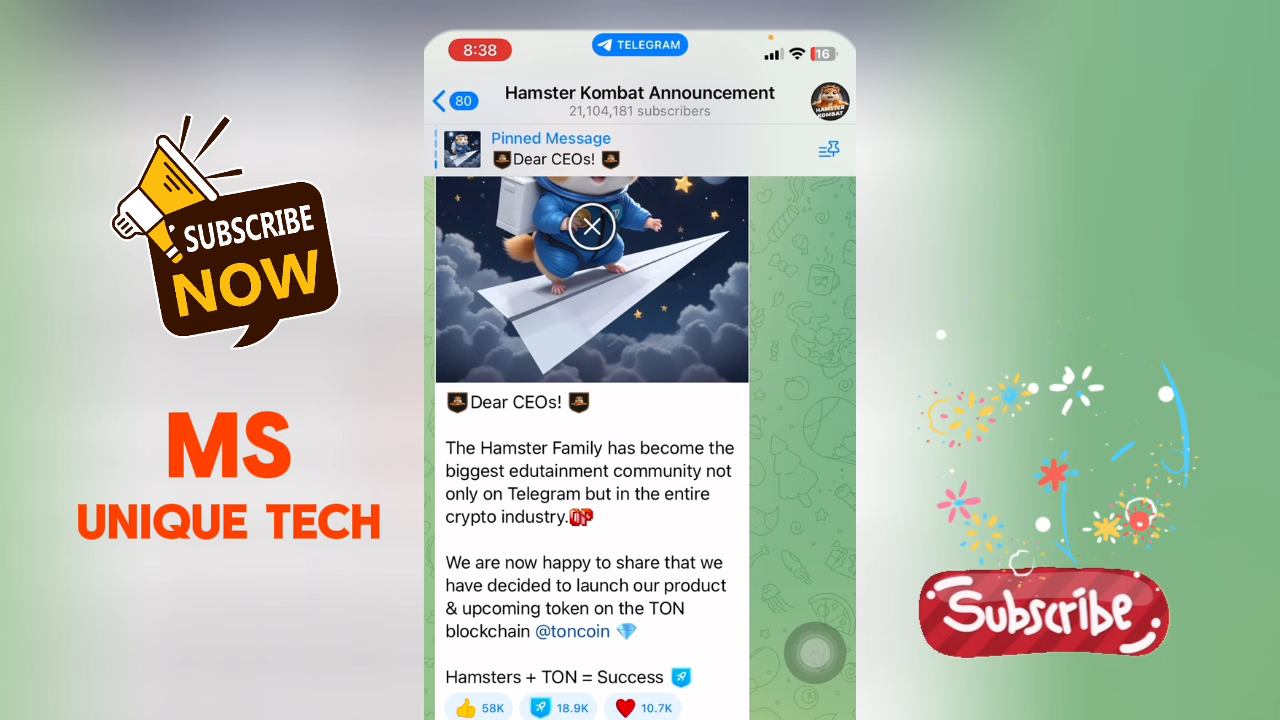 8:38
TELEGRAM
16
80
Hamster Kombat Announcement
21,104,181 subscribers
HAMSTER
KOMBAT
Pinned Message
Dear CEOs!
SUBSCRIBE
NOW
MS
UNIQUE TECH
Dear CEOs!
The Hamster Family has become the
biggest edutainment community not
only on Telegram but in the entire
crypto industry.
We are now happy to share that we
have decided to launch our product
& upcoming token on the TON
blockchain @toncoin
Hamsters + TON = Success
58K 18.9K 10.7K
Subscribe